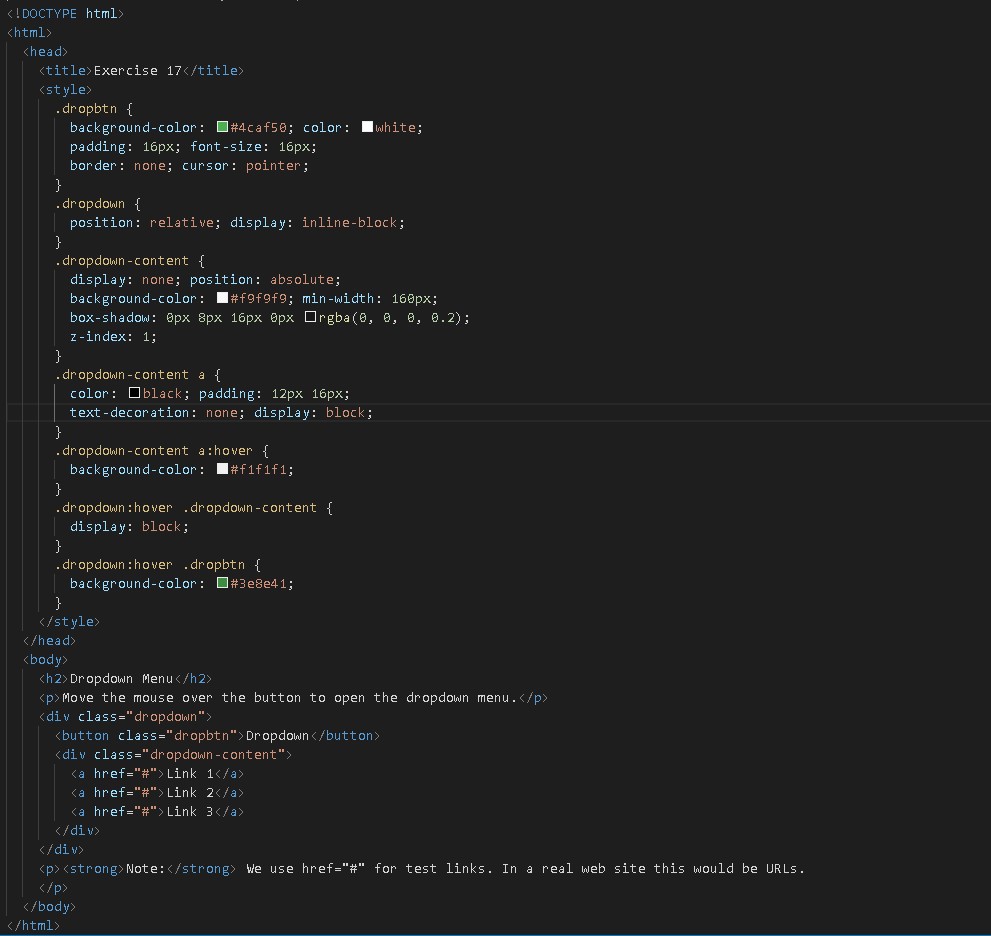 <!DOCTYPE html>
<html>
<head>
<title>Exercise 17</title>
<style>
.dropbtn {
background-color: #4caf50; color: white;
padding: 16px; font-size: 16px;
border: none; cursor: pointer;
}
.dropdown {
position: relative; display: inline-block;
}
.dropdown-content {
display: none; position: absolute;
background-color: #f9f9f9; min-width: 160px;
box-shadow: 0px 8px 16px 0px rgba(0, 0, 0, 0.2);
z-index: 1;
}
.dropdown-content a {
color: black; padding: 12px 16px;
text-decoration: none; display: block;
}
.dropdown-content a:hover {
background-color: #f1f1f1;
}
.dropdown:hover .dropdown-content {
display: block;
}
.dropdown:hover .dropbtn {
background-color: #3e8e41;
}
</style>
</head>
<body>
<h2>Dropdown Menu</h2>
<p>Move the mouse over the button to open the dropdown menu.</p>
<div class="dropdown">
<button class="dropbtn">Dropdown</button>
<div class="dropdown-content">
<a href="#">Link 1</a>
<a href="#">Link 2</a>
<a href="#">Link 3</a>
</div>
</div>
<p><strong>Note:</strong> We use href="#" for test links. In a real web site this would be URLs.
</p>
</body>
</html>